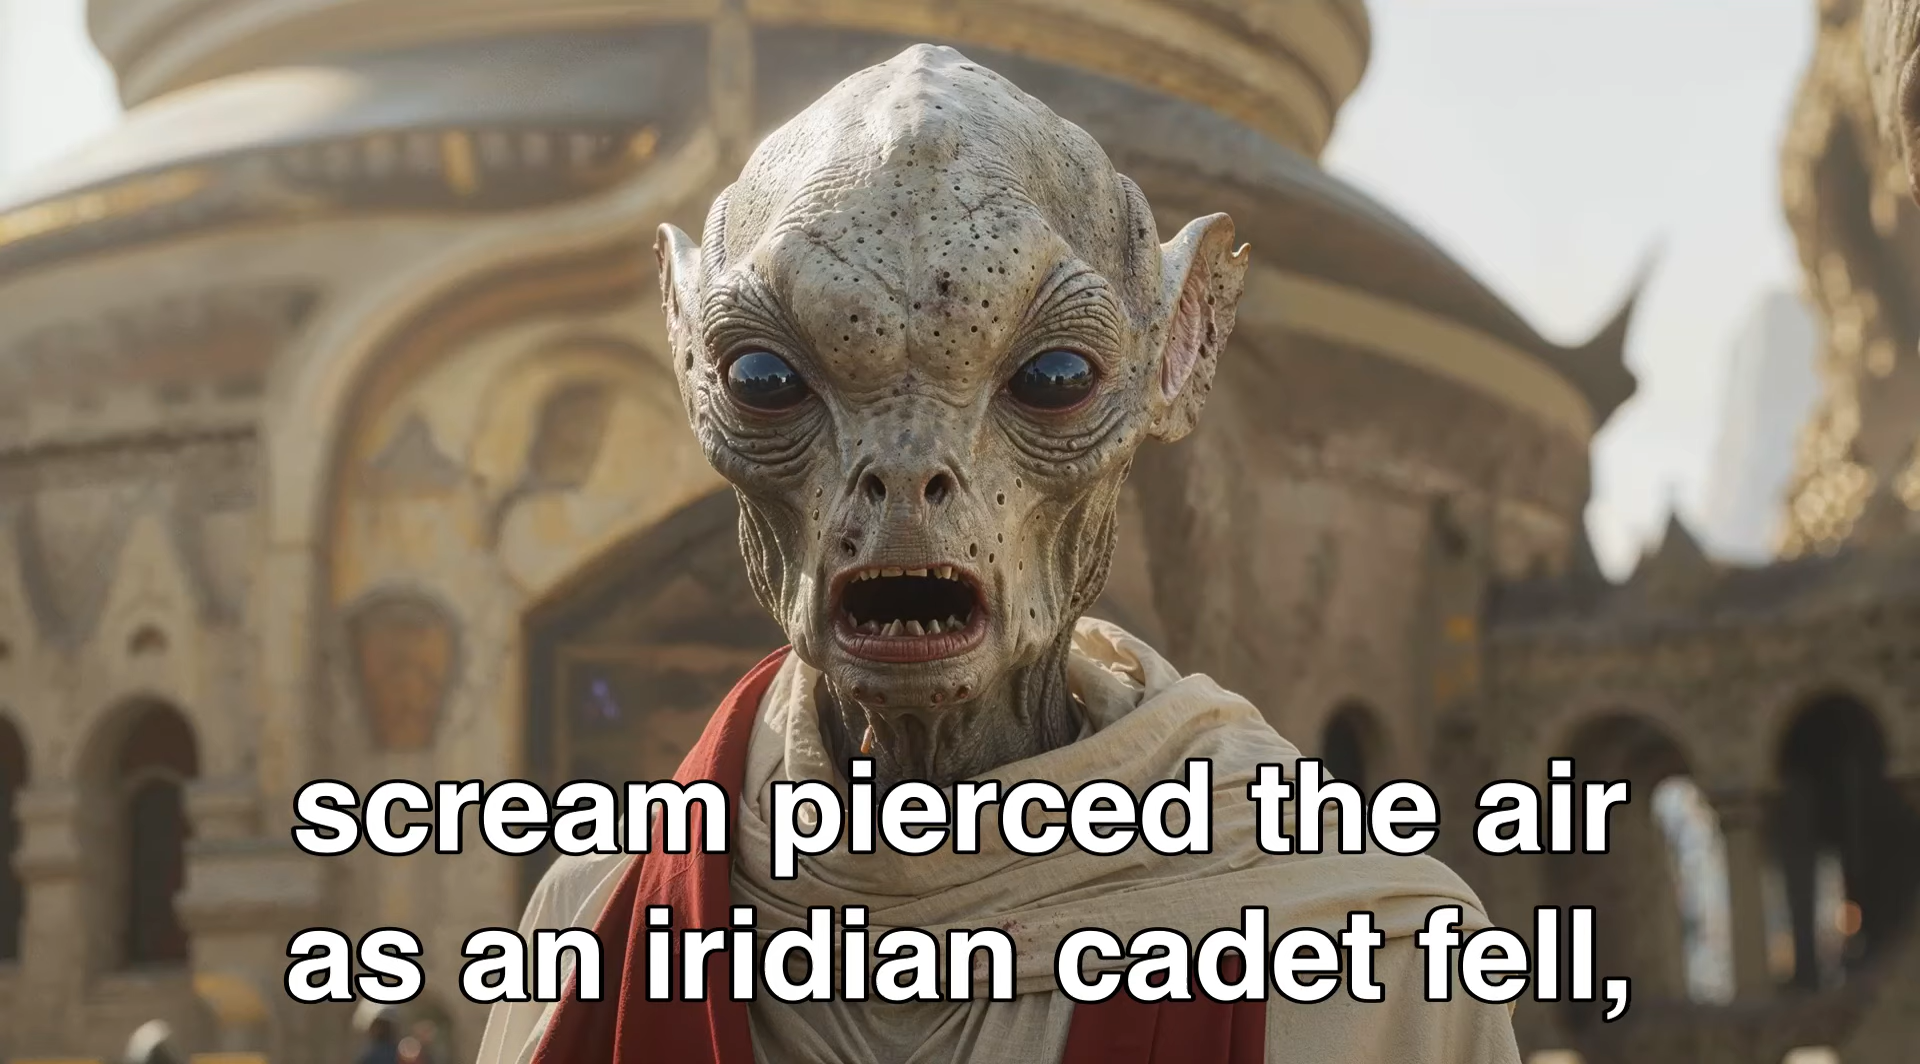 scream pierced the air
as an iridian cadet fell,